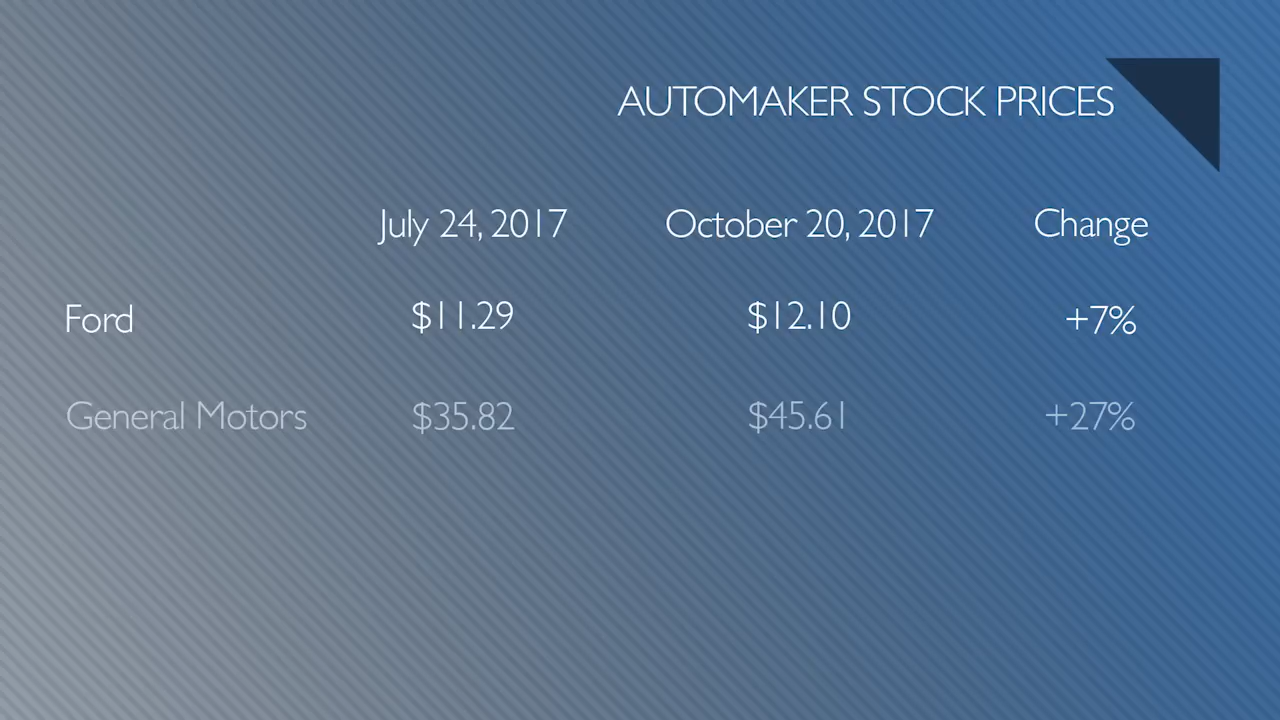 AUTOMAKER STOCK PRICES
July 24, 2017 October 20, 2017 Change
Ford $11.29 $12.10 +7%
General Motors $35.82 $45.61 +27%